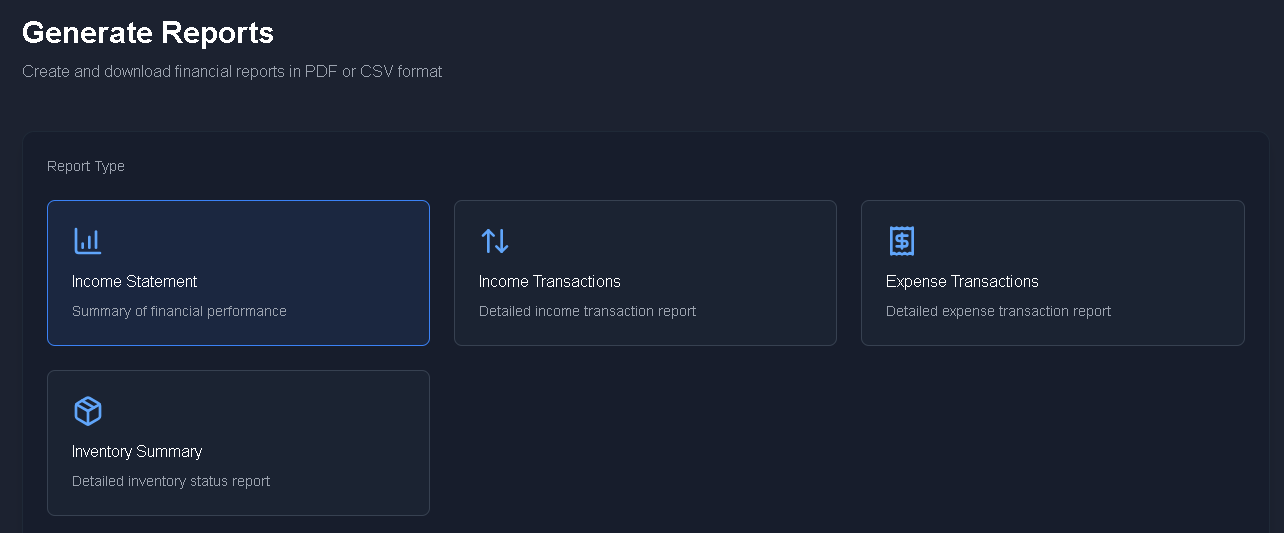 Generate Reports
Create and download financial reports in PDF or CSV format
Report Type
Income Statement
Summary of financial performance
Income Transactions
Detailed income transaction report
Expense Transactions
Detailed expense transaction report
Inventory Summary
Detailed inventory status report